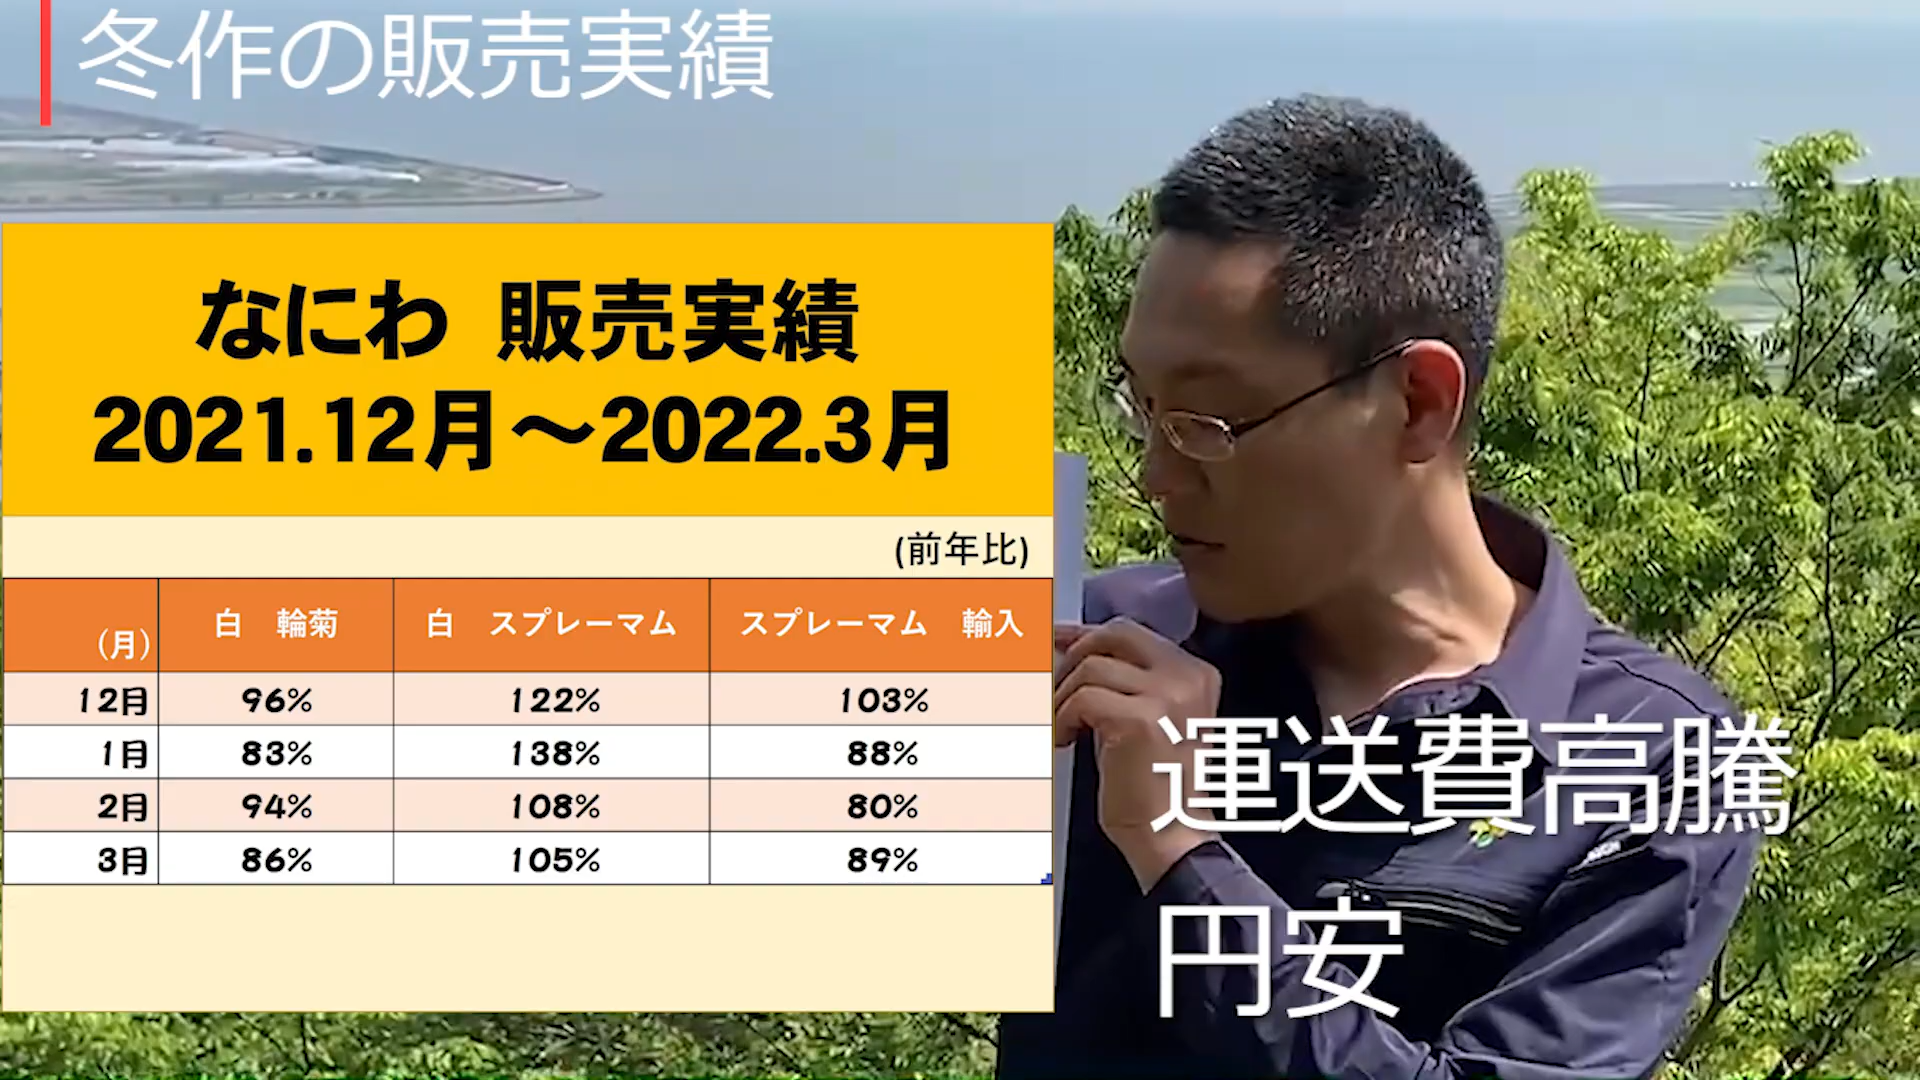 冬作の販売実績
なにわ 販売実績
2021.12月～2022.3月
(前年比)
（月） 白　輪菊 白　スプレーマム スプレーマム　輸入
12月 96% 122% 103%
1月 83% 138% 88%
2月 94% 108% 80%
3月 86% 105% 89%
運送費高騰
円安